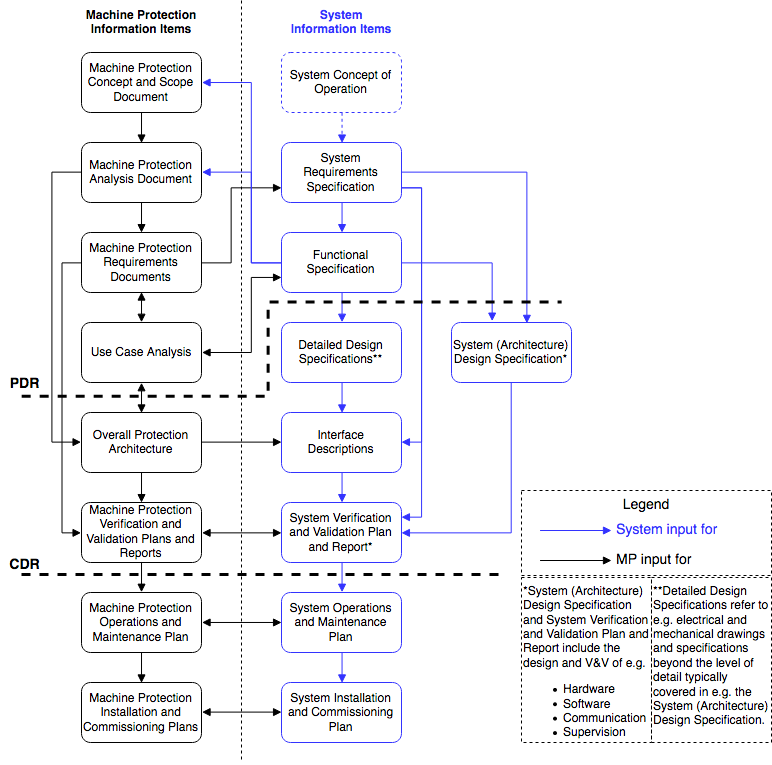 Machine Protection
Information Items
System
Information Items
Machine Protection
Concept and Scope
Document
System Concept of
Operation
Machine Protection
Analysis Document
System
Requirements
Specification
Machine Protection
Requirements
Documents
Functional
Specification
Use Case Analysis
Detailed Design
Specifications**
System (Architecture)
Design Specification*
PDR
Overall Protection
Architecture
Interface
Descriptions
Machine Protection
Verification and
Validation Plans and
Reports
System Verification
and Validation Plan
and Report*
CDR
Machine Protection
Operations and
Maintenance Plan
System Operations
and Maintenance
Plan
Machine Protection
Installation and
Commissioning Plans
System Installation
and Commissioning
Plan
Legend
System input for
MP input for
*System (Architecture)
Design Specification
and System Verification
and Validation Plan and
Report include the
design and V&V of e.g.
• Hardware
• Software
• Communication
• Supervision
**Detailed Design
Specifications refer to
e.g. electrical and
mechanical drawings
and specifications
beyond the level of
detail typically
covered in e.g. the
System (Architecture)
Design Specification.